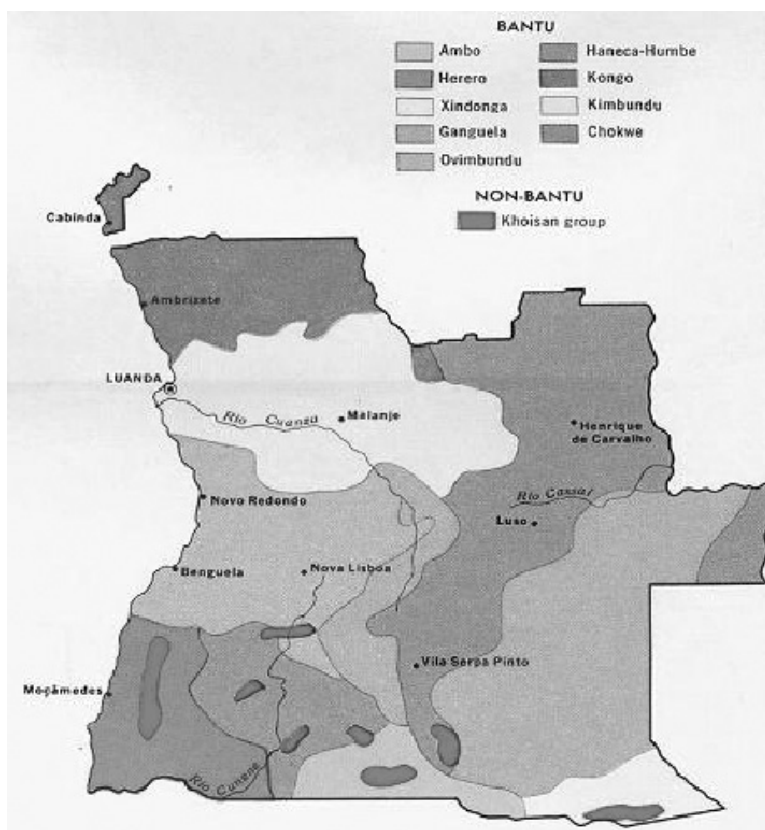 BANTU
Ambo
Herero
Xindonga
Ganguela
Ovimbundu
Haneca-Humbe
Kongo
Kimbundu
Chokwe
NON-BANTU
Khoisan group
Cabinda
Ambrizete
LUANDA
Rio Cuanza
Malanje
Henrique
de Carvalho
Rio Cassai
Novo Redondo
Luso
Benguela
Nova Lisboa
Vila Serpa Pinto
Moçâmedes
Rio Cunene